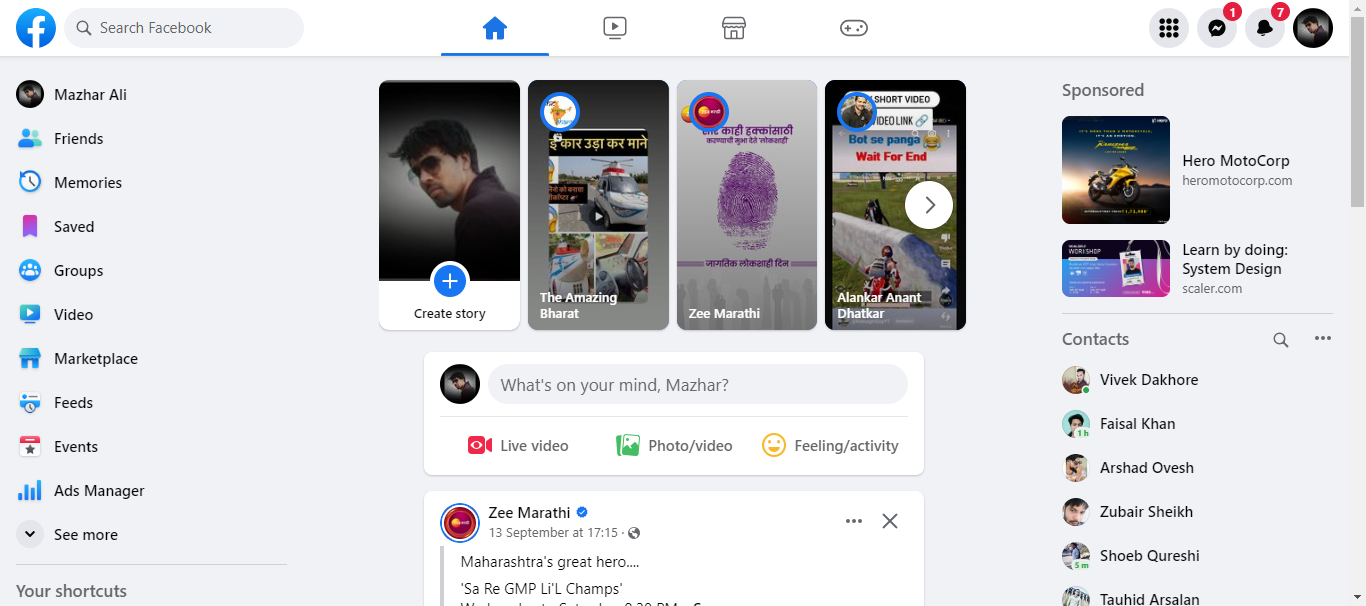 Search Facebook
1
7
Mazhar Ali
Friends
Memories
Saved
Groups
Video
Marketplace
Feeds
Events
Ads Manager
See more
Your shortcuts
Create story
ई कार उड़ा कर माने
The Amazing
Bharat
काही हक्कांसाठी
जागतिक लोकशाही दिन
Zee Marathi
SHORT VIDEO
VIDEO LINK
Bot se panga
Wait For End
Alankar Anant
Dhatkar
What's on your mind, Mazhar?
Live video
Photo/video
Feeling/activity
Zee Marathi
13 September at 17:15 ·
Maharashtra's great hero....
'Sa Re GMP Li'L Champs'
Sponsored
Hero MotoCorp
heromotocorp.com
WORKSHOP
Learn by doing:
System Design
scaler.com
Contacts
Vivek Dakhore
Faisal Khan
1 h
Arshad Ovesh
Zubair Sheikh
Shoeb Qureshi
5 m
Tauhid Arsalan